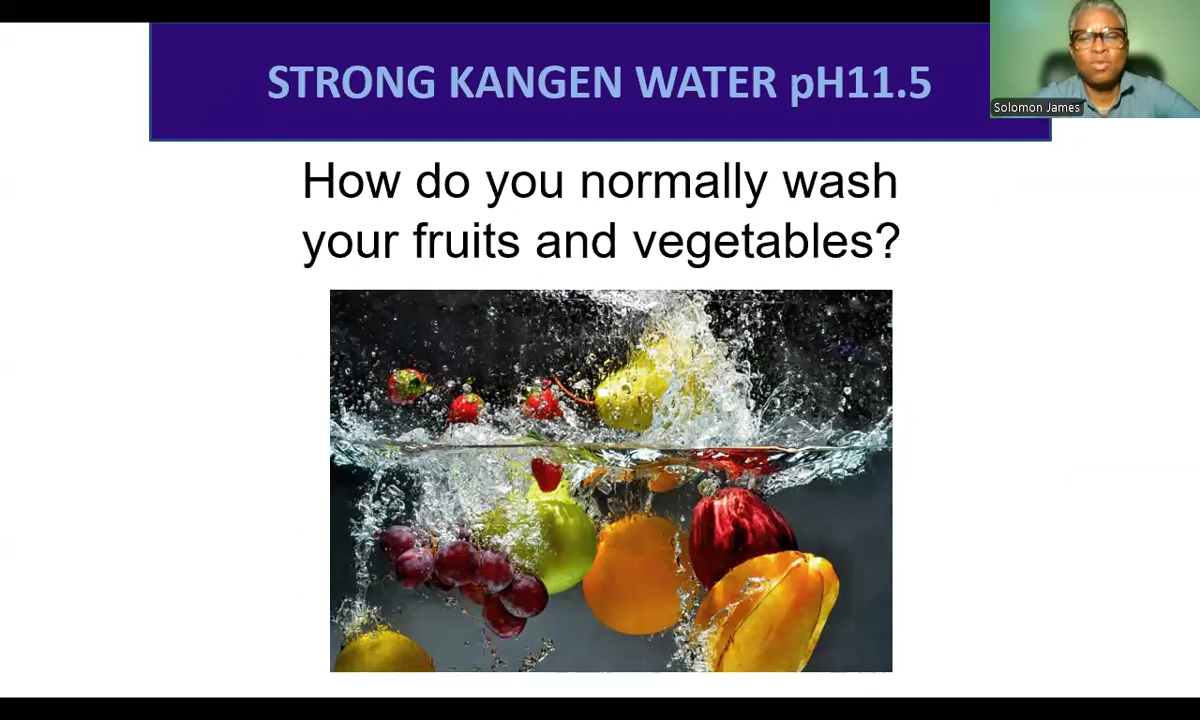 STRONG KANGEN WATER pH11.5
Solomon James
How do you normally wash
your fruits and vegetables?